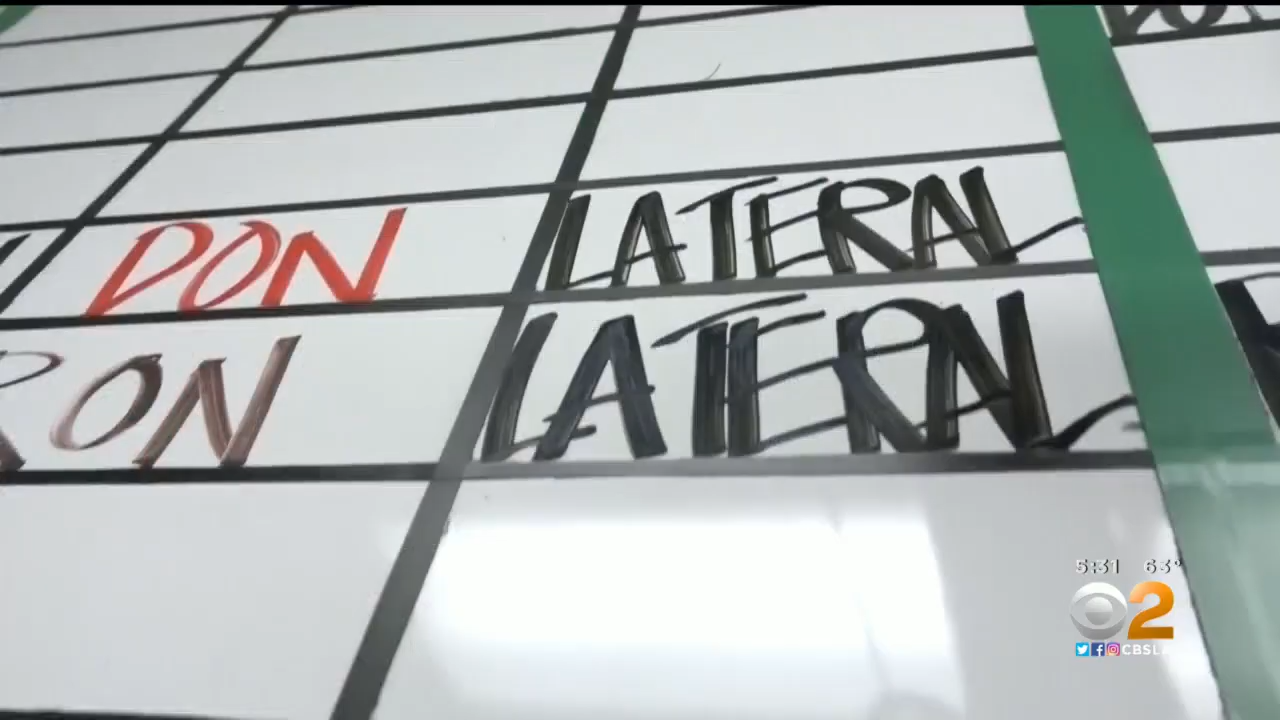 DON LATERAL
RON LATERAL
5:31 63°
2
CBSLA